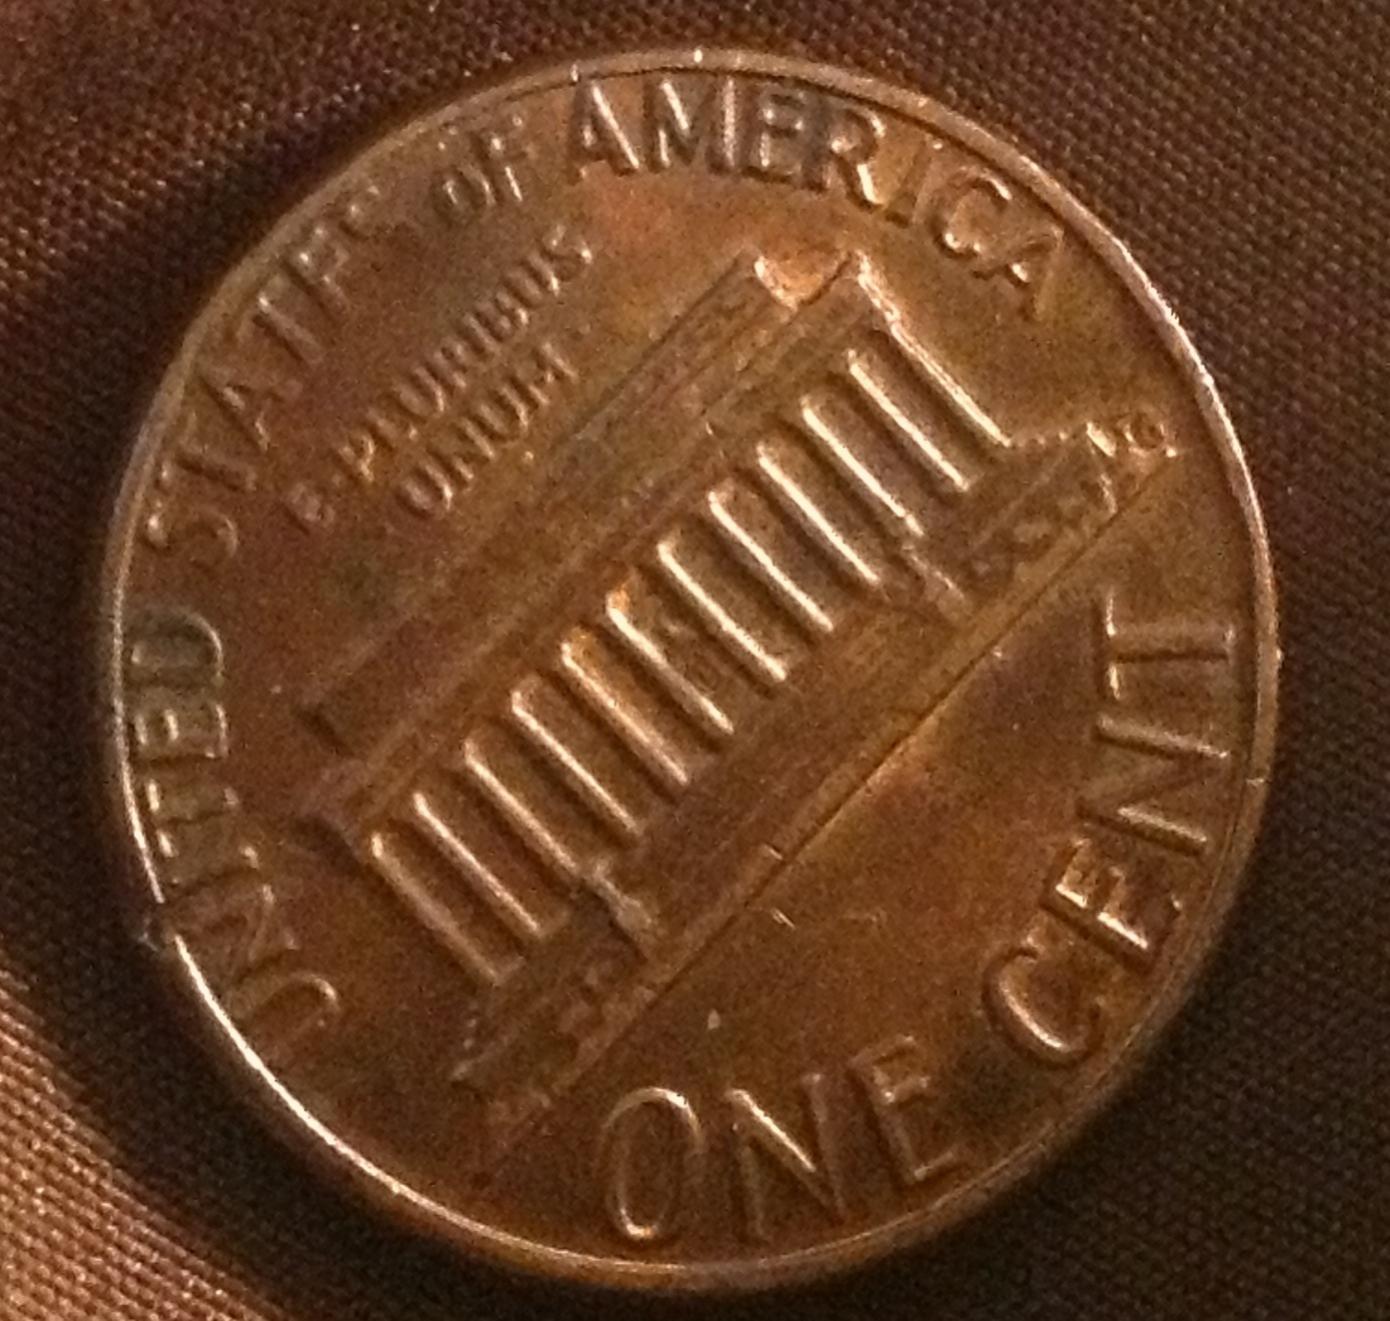 UNITED STATES OF AMERICA
E·PLURIBUS
UNUM
ONE CENT